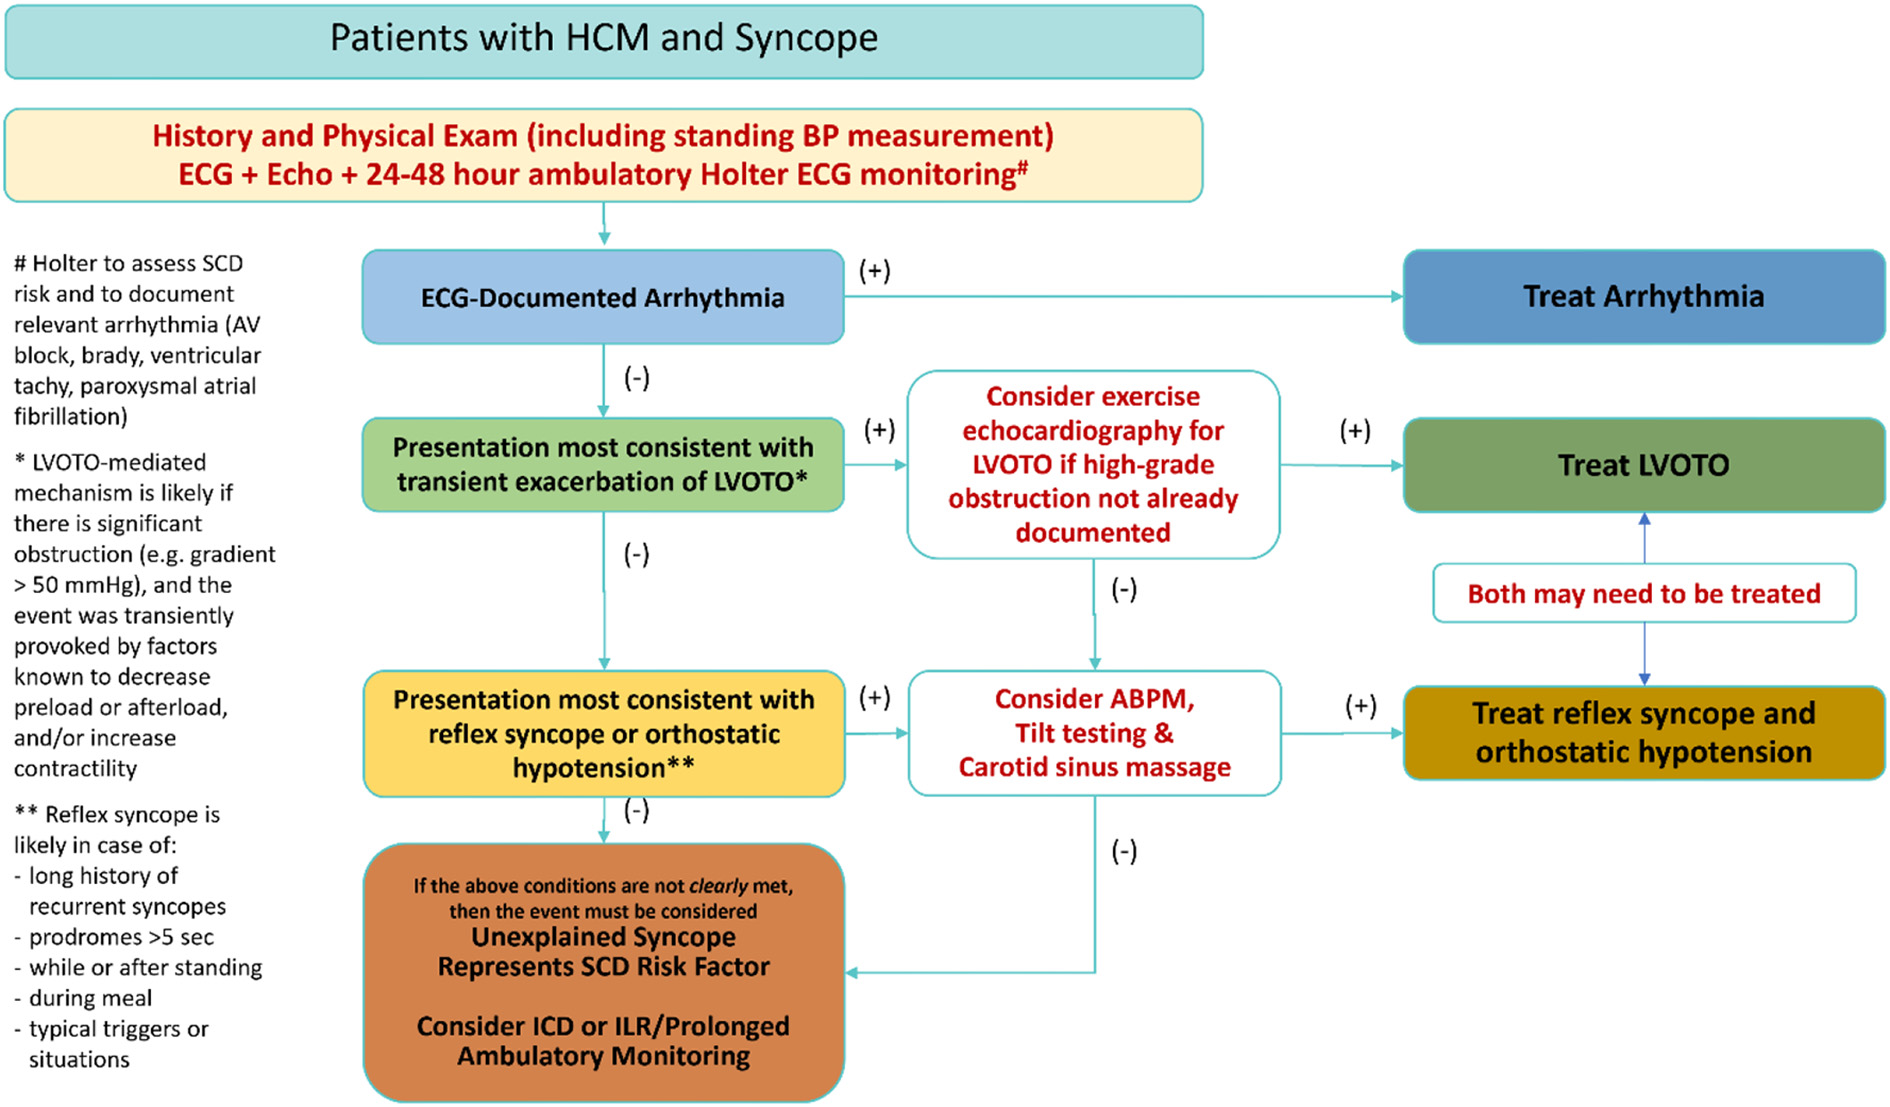 Patients with HCM and Syncope
History and Physical Exam (including standing BP measurement)
ECG + Echo + 24-48 hour ambulatory Holter ECG monitoring#
# Holter to assess SCD
risk and to document
relevant arrhythmia (AV
block, brady, ventricular
tachy, paroxysmal atrial
fibrillation)
* LVOTO-mediated
mechanism is likely if
there is significant
obstruction (e.g. gradient
> 50 mmHg), and the
event was transiently
provoked by factors
known to decrease
preload or afterload,
and/or increase
contractility
** Reflex syncope is
likely in case of:
- long history of
recurrent syncopes
- prodromes >5 sec
- while or after standing
- during meal
- typical triggers or
situations
ECG-Documented Arrhythmia
(+)
Treat Arrhythmia
(-)
Presentation most consistent with
transient exacerbation of LVOTO*
(+)
Consider exercise
echocardiography for
LVOTO if high-grade
obstruction not already
documented
(+)
Treat LVOTO
(-)
(-)
Both may need to be treated
Presentation most consistent with
reflex syncope or orthostatic
hypotension**
(+)
Consider ABPM,
Tilt testing &
Carotid sinus massage
(+)
Treat reflex syncope and
orthostatic hypotension
(-)
(-)
If the above conditions are not clearly met,
then the event must be considered
Unexplained Syncope
Represents SCD Risk Factor
Consider ICD or ILR/Prolonged
Ambulatory Monitoring